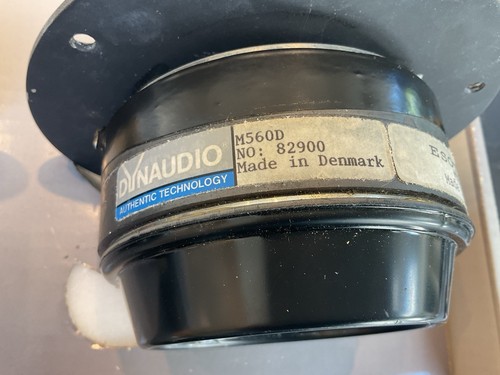 DYNAUDIO
AUTHENTIC TECHNOLOGY
M560D
NO: 82900
Made in Denmark